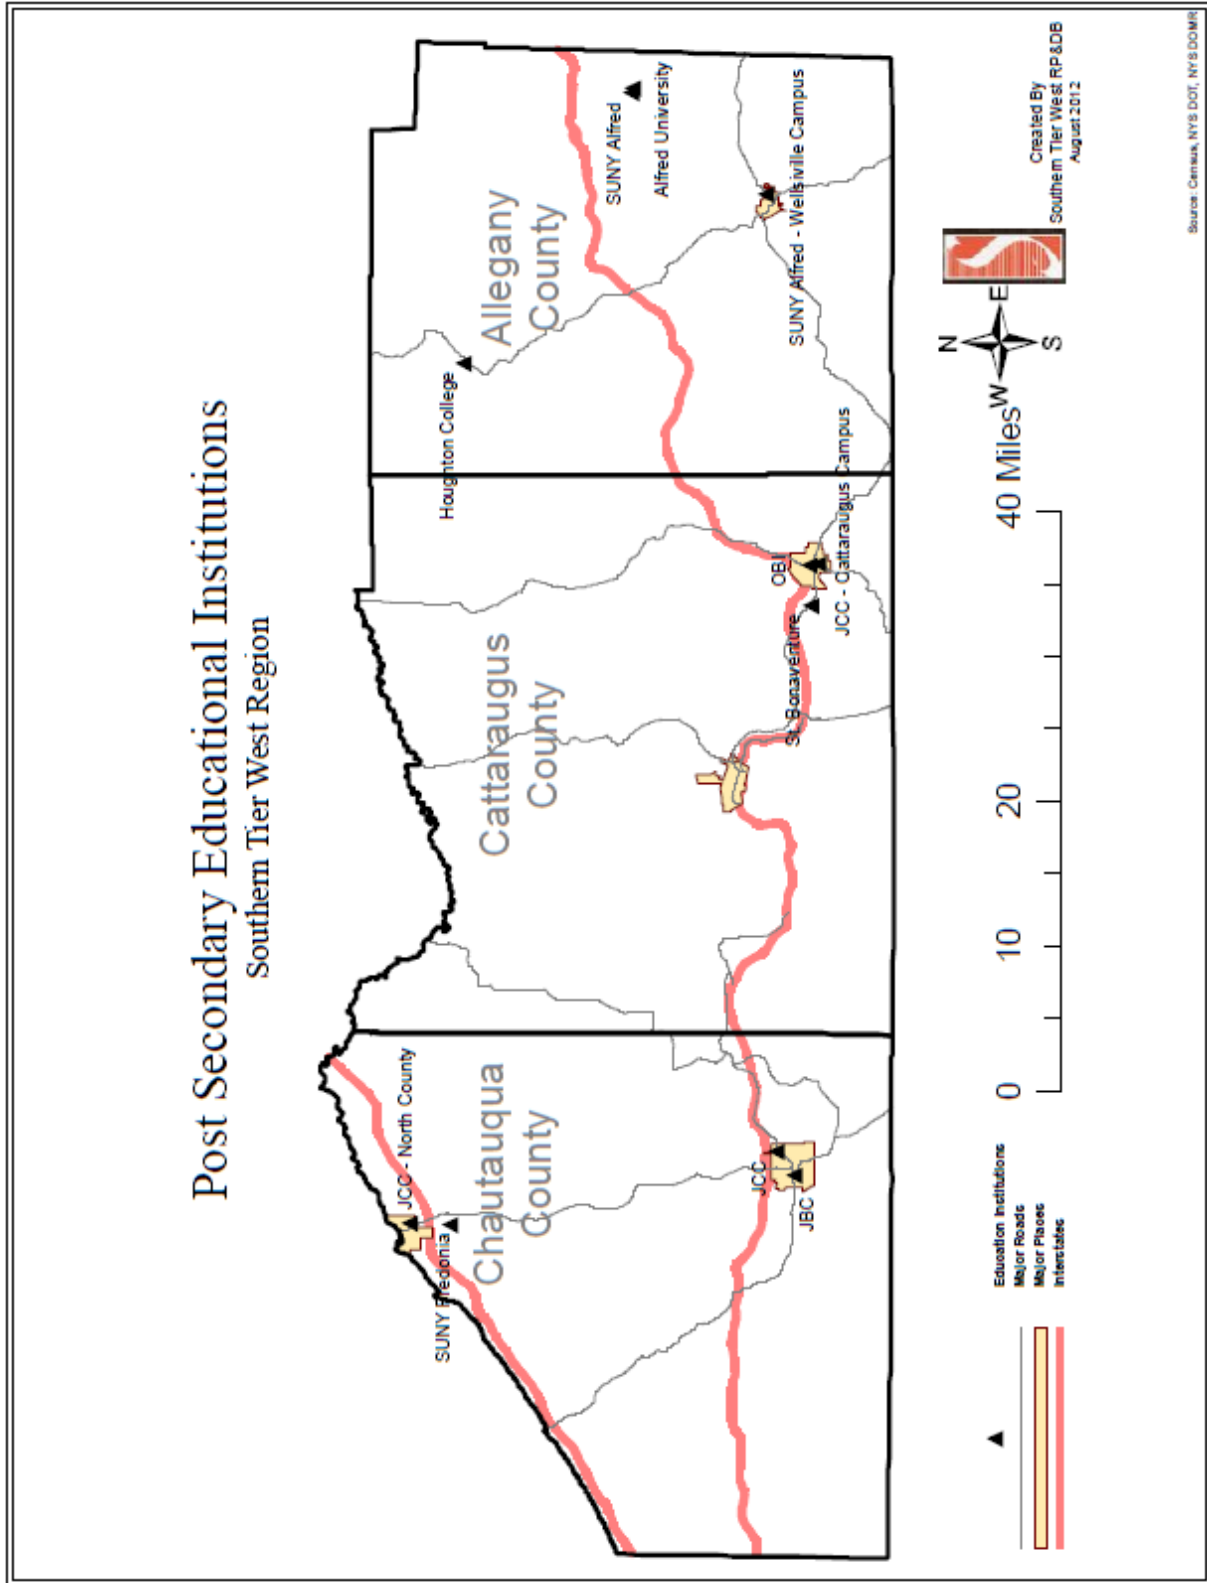 Post Secondary Educational Institutions
Southern Tier West Region
JCC - North County
SUNY Fredonia
Chautauqua
County
JCC
JBC
Cattaraugus
County
St. Bonaventure
OBI
JCC - Cattaraugus Campus
Houghton College
Allegany
County
SUNY Alfred
Alfred University
SUNY Alfred - Wellsville Campus
Education Institutions
Major Roads
Major Places
Interstates
0 10 20 40 Miles
N
W
E
S
Created By
Southern Tier West RP&DB
August 2012
Source: Census, NYS DOT, NYS DOMR